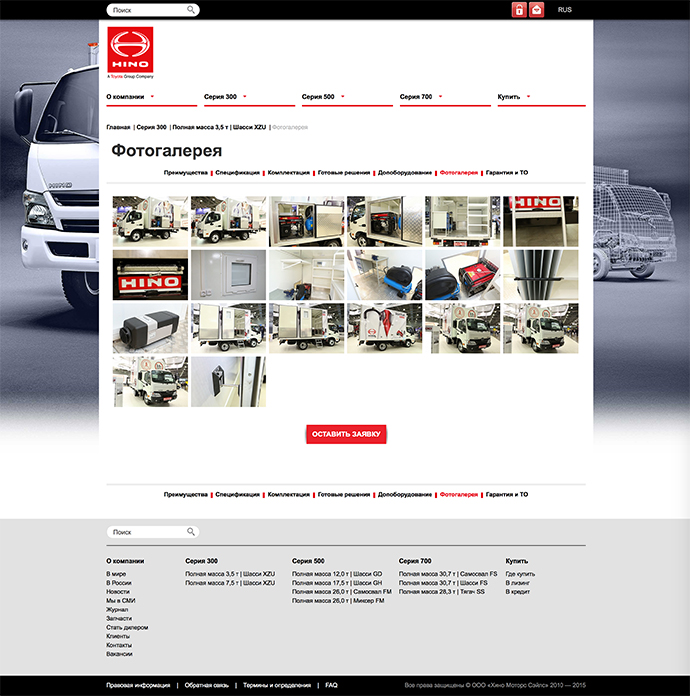 Поиск
RUS
HINO
A Toyota Group Company
О компании Серия 300 Серия 500 Серия 700 Купить
Главная | Серия 300 | Полная масса 3,5 т | Шасси XZU | Фотогалерея
Фотогалерея
Преимущества Спецификация Комплектация Готовые решения Допоборудование Фотогалерея Гарантия и ТО
HINO
HINO
ОСТАВИТЬ ЗАЯВКУ
Преимущества Спецификация Комплектация Готовые решения Допоборудование Фотогалерея Гарантия и ТО
Поиск
О компании Серия 300 Серия 500 Серия 700 Купить
В мире Полная масса 3,5 т | Шасси XZU Полная масса 12,0 т | Шасси GD Полная масса 30,7 т | Самосвал FS Где купить
В России Полная масса 7,5 т | Шасси XZU Полная масса 17,5 т | Шасси GH Полная масса 30,7 т | Шасси FS В лизинг
Новости Полная масса 26,0 т | Самосвал FM Полная масса 28,3 т | Тягач SS В кредит
Мы в СМИ Полная масса 26,0 т | Миксер FM
Журнал
Запчасти
Стать дилером
Клиенты
Контакты
Вакансии
Правовая информация | Обратная связь | Термины и определения | FAQ
Все права защищены © ООО «Хино Моторс Сэйлс» 2010 — 2015